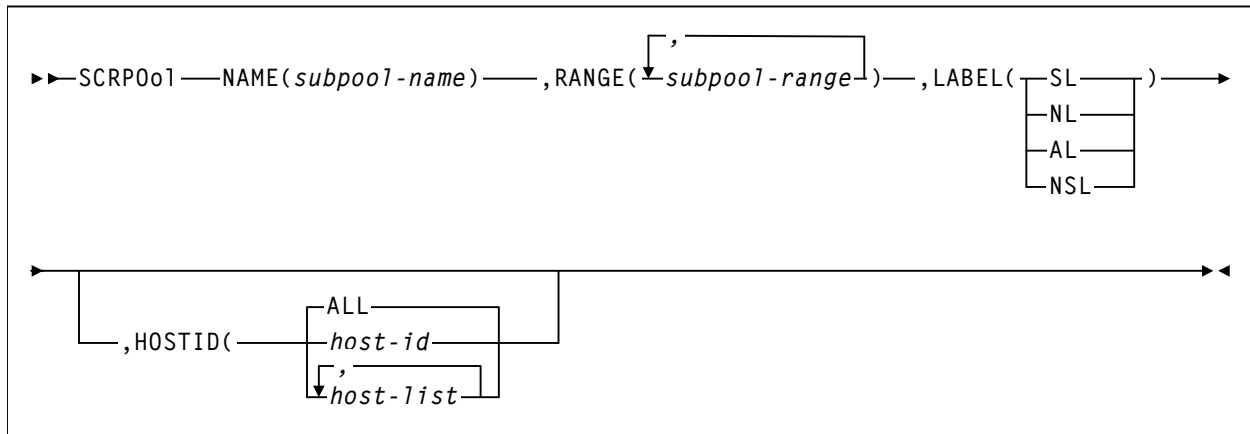 ,
SCRPOol NAME(subpool-name) ,RANGE( subpool-range ) ,LABEL( SL )
NL
AL
NSL
ALL
,HOSTID( host-id
,
host-list